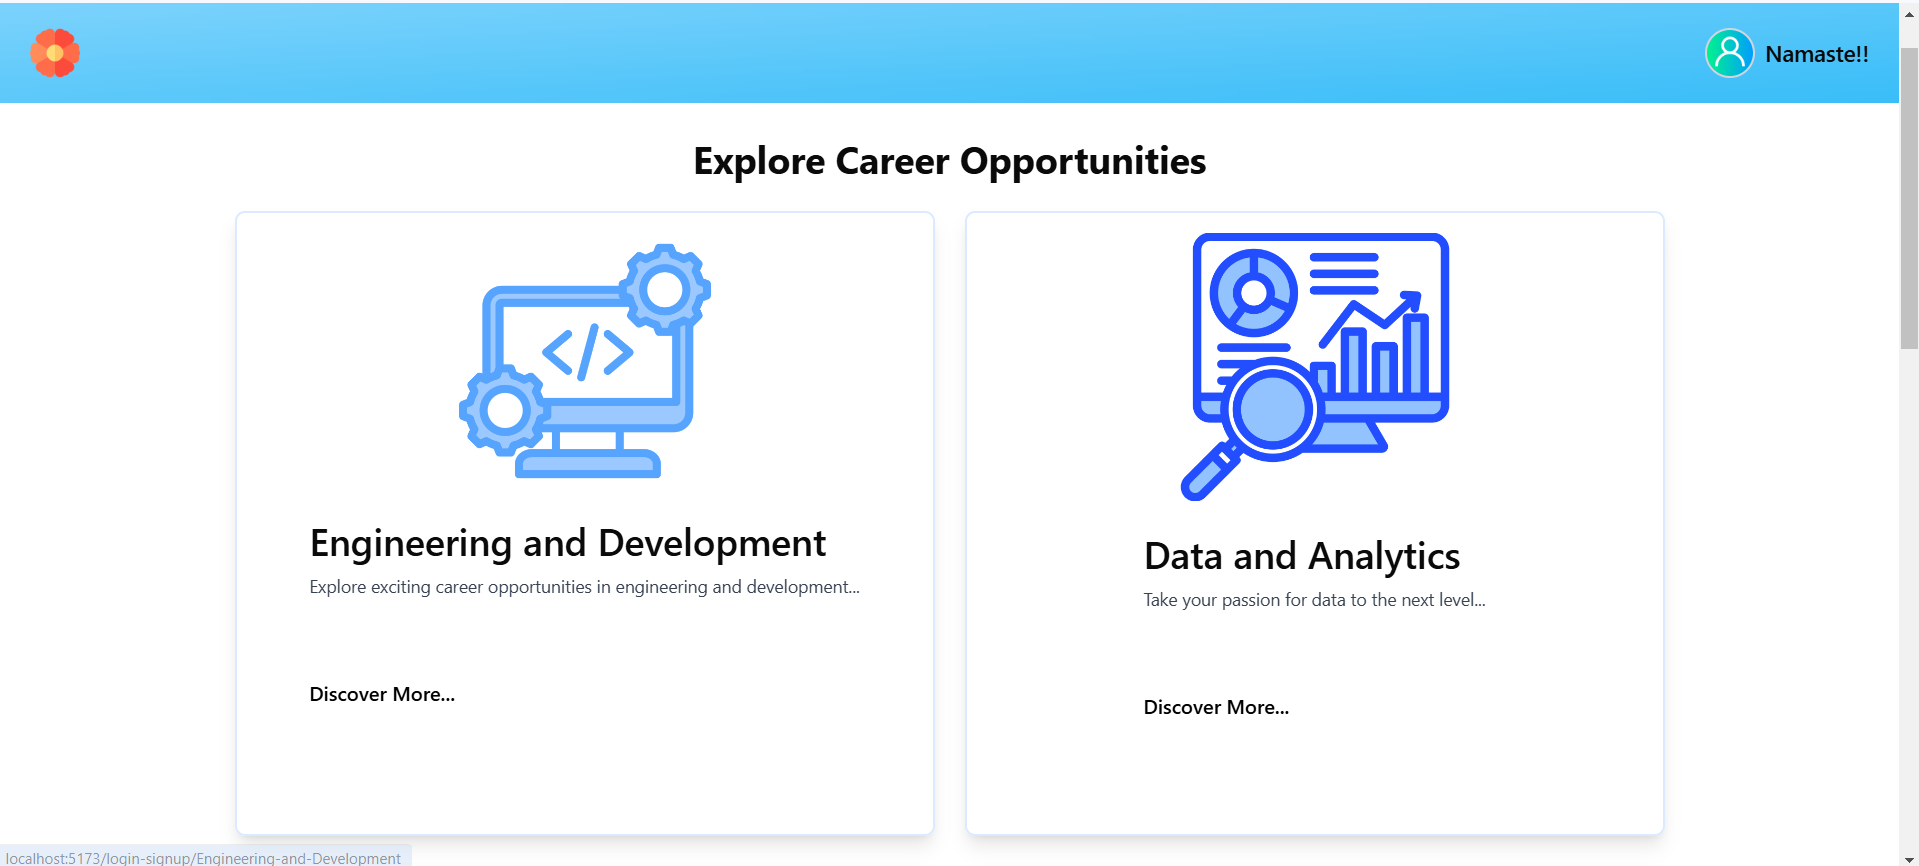 Namaste!!
Explore Career Opportunities
Engineering and Development
Explore exciting career opportunities in engineering and development...
Discover More...
Data and Analytics
Take your passion for data to the next level...
Discover More...
localhost:5173/login-signup/Engineering-and-Development